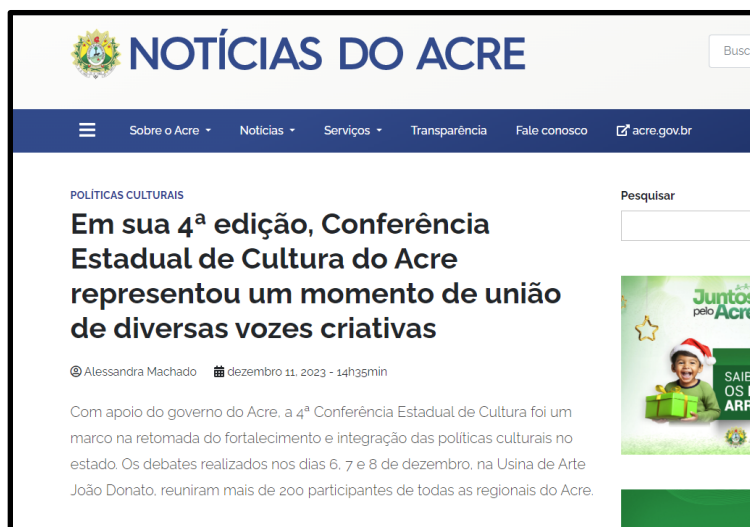 NOTÍCIAS DO ACRE
Busc
Sobre o Acre Notícias Serviços Transparência Fale conosco acre.gov.br
POLÍTICAS CULTURAIS
Em sua 4ª edição, Conferência
Estadual de Cultura do Acre
representou um momento de união
de diversas vozes criativas
Alessandra Machado dezembro 11, 2023 - 14h35min
Com apoio do governo do Acre, a 4ª Conferência Estadual de Cultura foi um
marco na retomada do fortalecimento e integração das políticas culturais no
estado. Os debates realizados nos dias 6, 7 e 8 de dezembro, na Usina de Arte
João Donato, reuniram mais de 200 participantes de todas as regionais do Acre.
Pesquisar
Juntos
pelo Acre
SAIB
OS
ARR